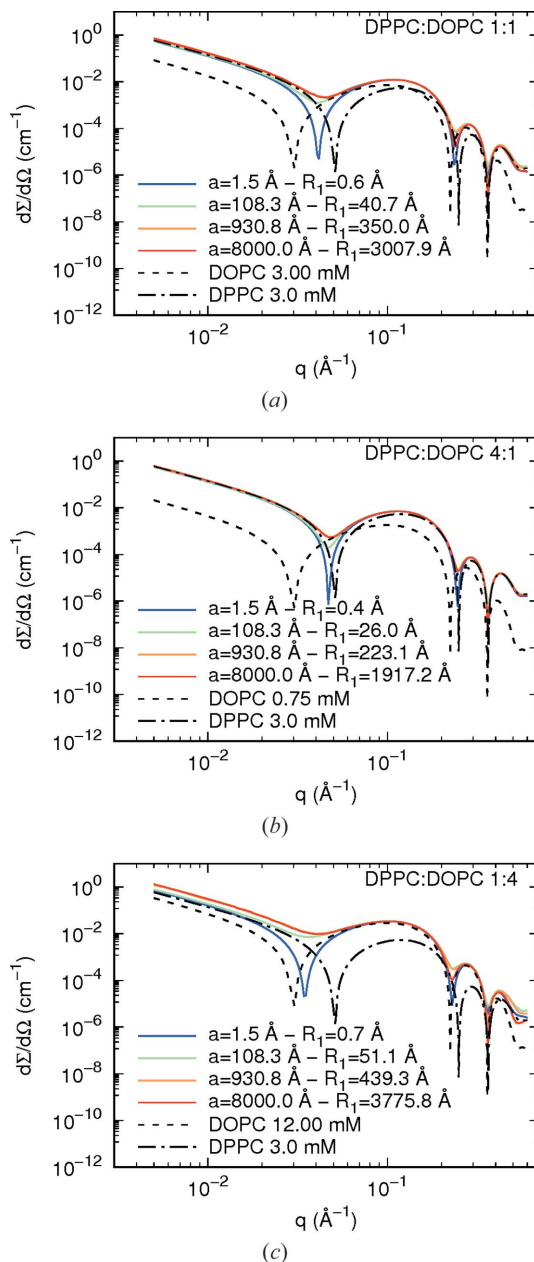 DPPC:DOPC 1:1
10⁰
10⁻²
10⁻⁴
10⁻⁶
10⁻⁸
10⁻¹⁰
10⁻¹²
dΣ/dΩ (cm⁻¹)
a=1.5 Å − R₁=0.6 Å
a=108.3 Å − R₁=40.7 Å
a=930.8 Å − R₁=350.0 Å
a=8000.0 Å − R₁=3007.9 Å
DOPC 3.00 mM
DPPC 3.0 mM
10⁻² 10⁻¹
q (Å⁻¹)
(a)
DPPC:DOPC 4:1
10⁰
10⁻²
10⁻⁴
10⁻⁶
10⁻⁸
10⁻¹⁰
10⁻¹²
dΣ/dΩ (cm⁻¹)
a=1.5 Å − R₁=0.4 Å
a=108.3 Å − R₁=26.0 Å
a=930.8 Å − R₁=223.1 Å
a=8000.0 Å − R₁=1917.2 Å
DOPC 0.75 mM
DPPC 3.0 mM
10⁻² 10⁻¹
q (Å⁻¹)
(b)
DPPC:DOPC 1:4
10⁰
10⁻²
10⁻⁴
10⁻⁶
10⁻⁸
10⁻¹⁰
10⁻¹²
dΣ/dΩ (cm⁻¹)
a=1.5 Å − R₁=0.7 Å
a=108.3 Å − R₁=51.1 Å
a=930.8 Å − R₁=439.3 Å
a=8000.0 Å − R₁=3775.8 Å
DOPC 12.00 mM
DPPC 3.0 mM
10⁻² 10⁻¹
q (Å⁻¹)
(c)